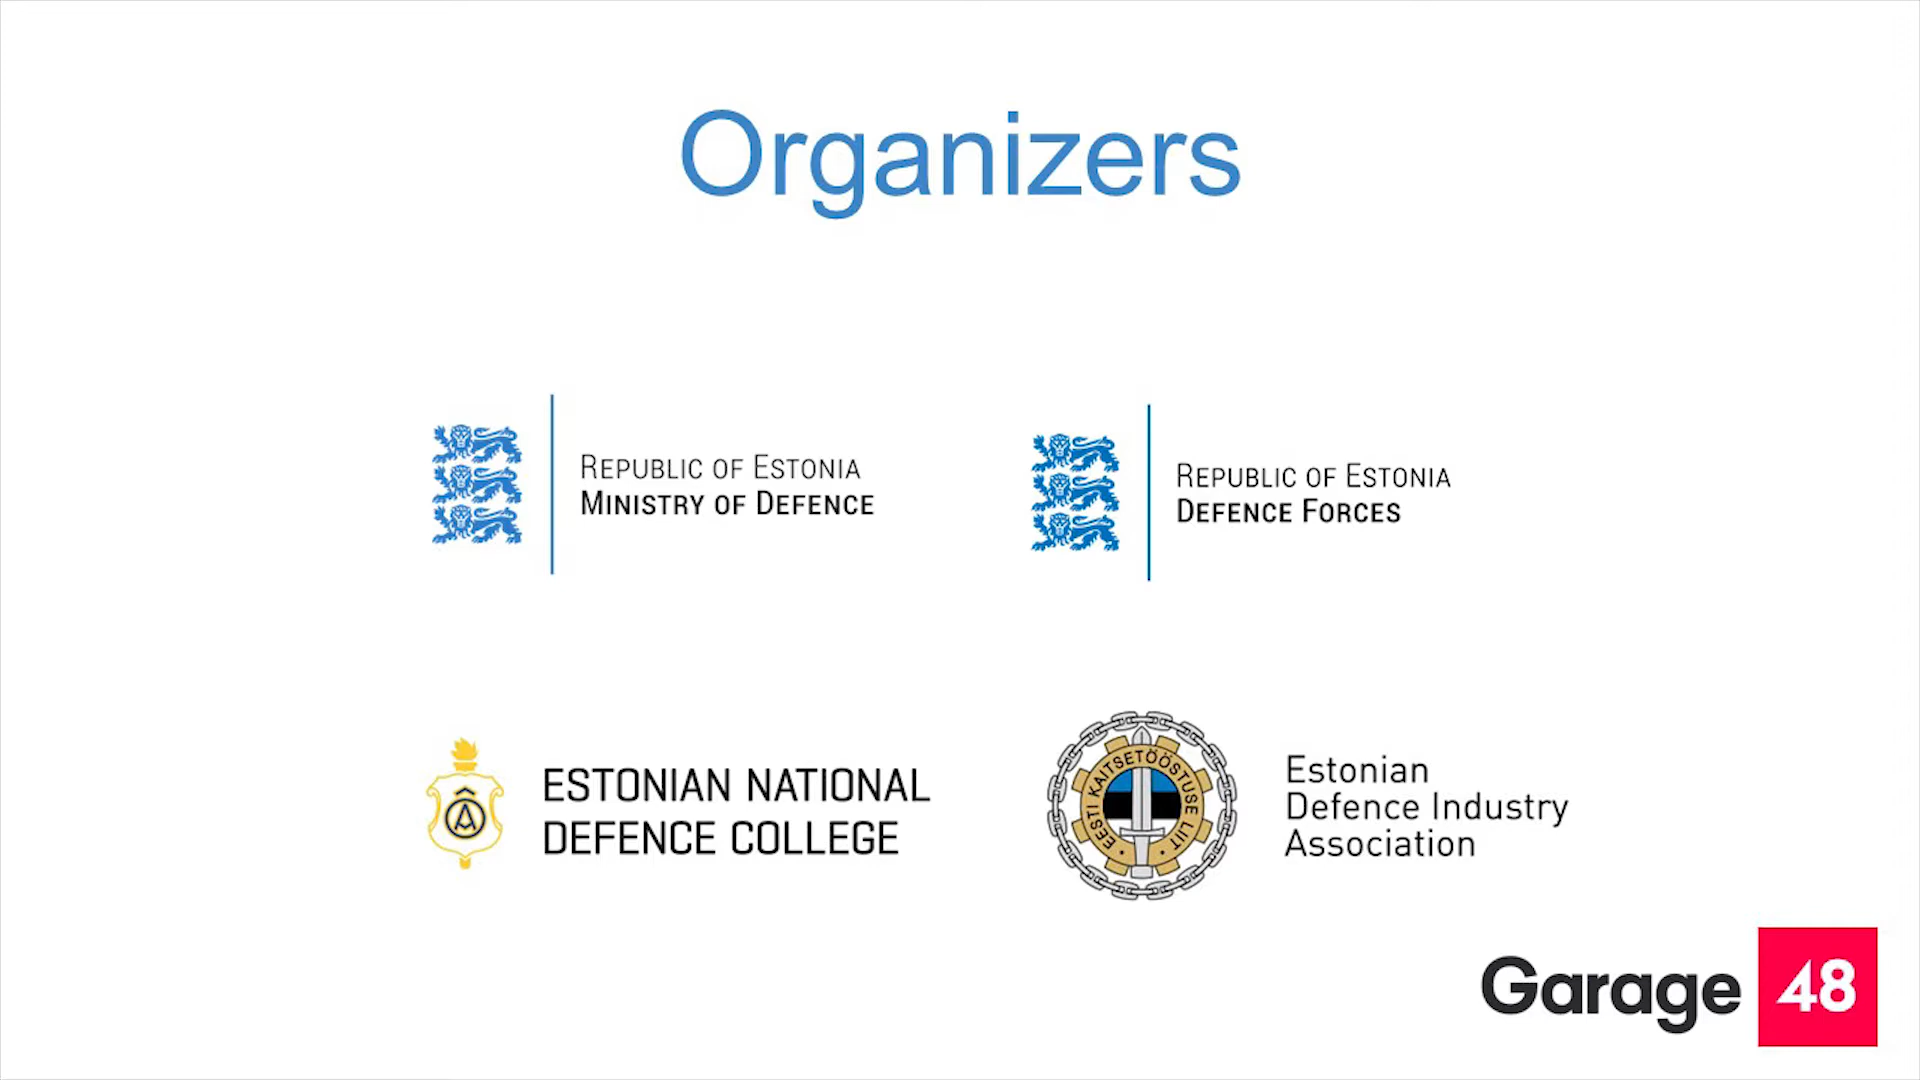 Organizers
REPUBLIC OF ESTONIA
MINISTRY OF DEFENCE
REPUBLIC OF ESTONIA
DEFENCE FORCES
ESTONIAN NATIONAL
DEFENCE COLLEGE
EESTI KAITSETÖÖSTUSE LIIT
Estonian
Defence Industry
Association
Garage 48